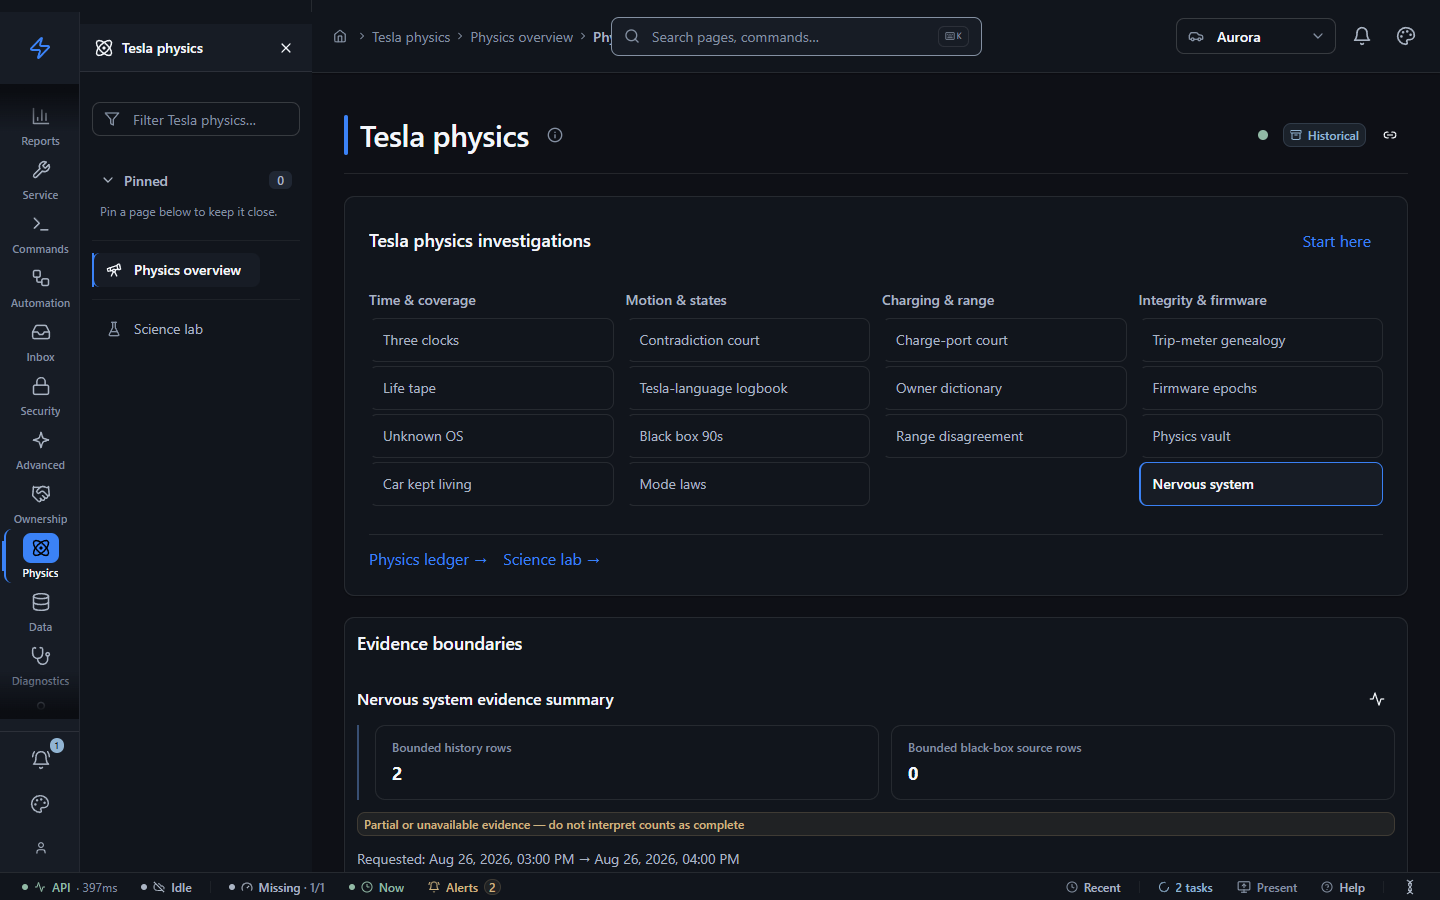 Tesla physics
Tesla physics
Physics overview
Search pages, commands...
K
Aurora
Reports
Service
Commands
Automation
Inbox
Security
Advanced
Ownership
Physics
Data
Diagnostics
1
Filter Tesla physics...
Pinned
0
Pin a page below to keep it close.
Physics overview
Science lab
Tesla physics
Historical
Tesla physics investigations
Start here
Time & coverage
Three clocks
Life tape
Unknown OS
Car kept living
Motion & states
Contradiction court
Tesla-language logbook
Black box 90s
Mode laws
Charging & range
Charge-port court
Owner dictionary
Range disagreement
Integrity & firmware
Trip-meter genealogy
Firmware epochs
Physics vault
Nervous system
Physics ledger →
Science lab →
Evidence boundaries
Nervous system evidence summary
Bounded history rows
2
Bounded black-box source rows
0
Partial or unavailable evidence — do not interpret counts as complete
Requested: Aug 26, 2026, 03:00 PM → Aug 26, 2026, 04:00 PM
API · 397ms
Idle
Missing · 1/1
Now
Alerts 2
Recent
2 tasks
Present
Help